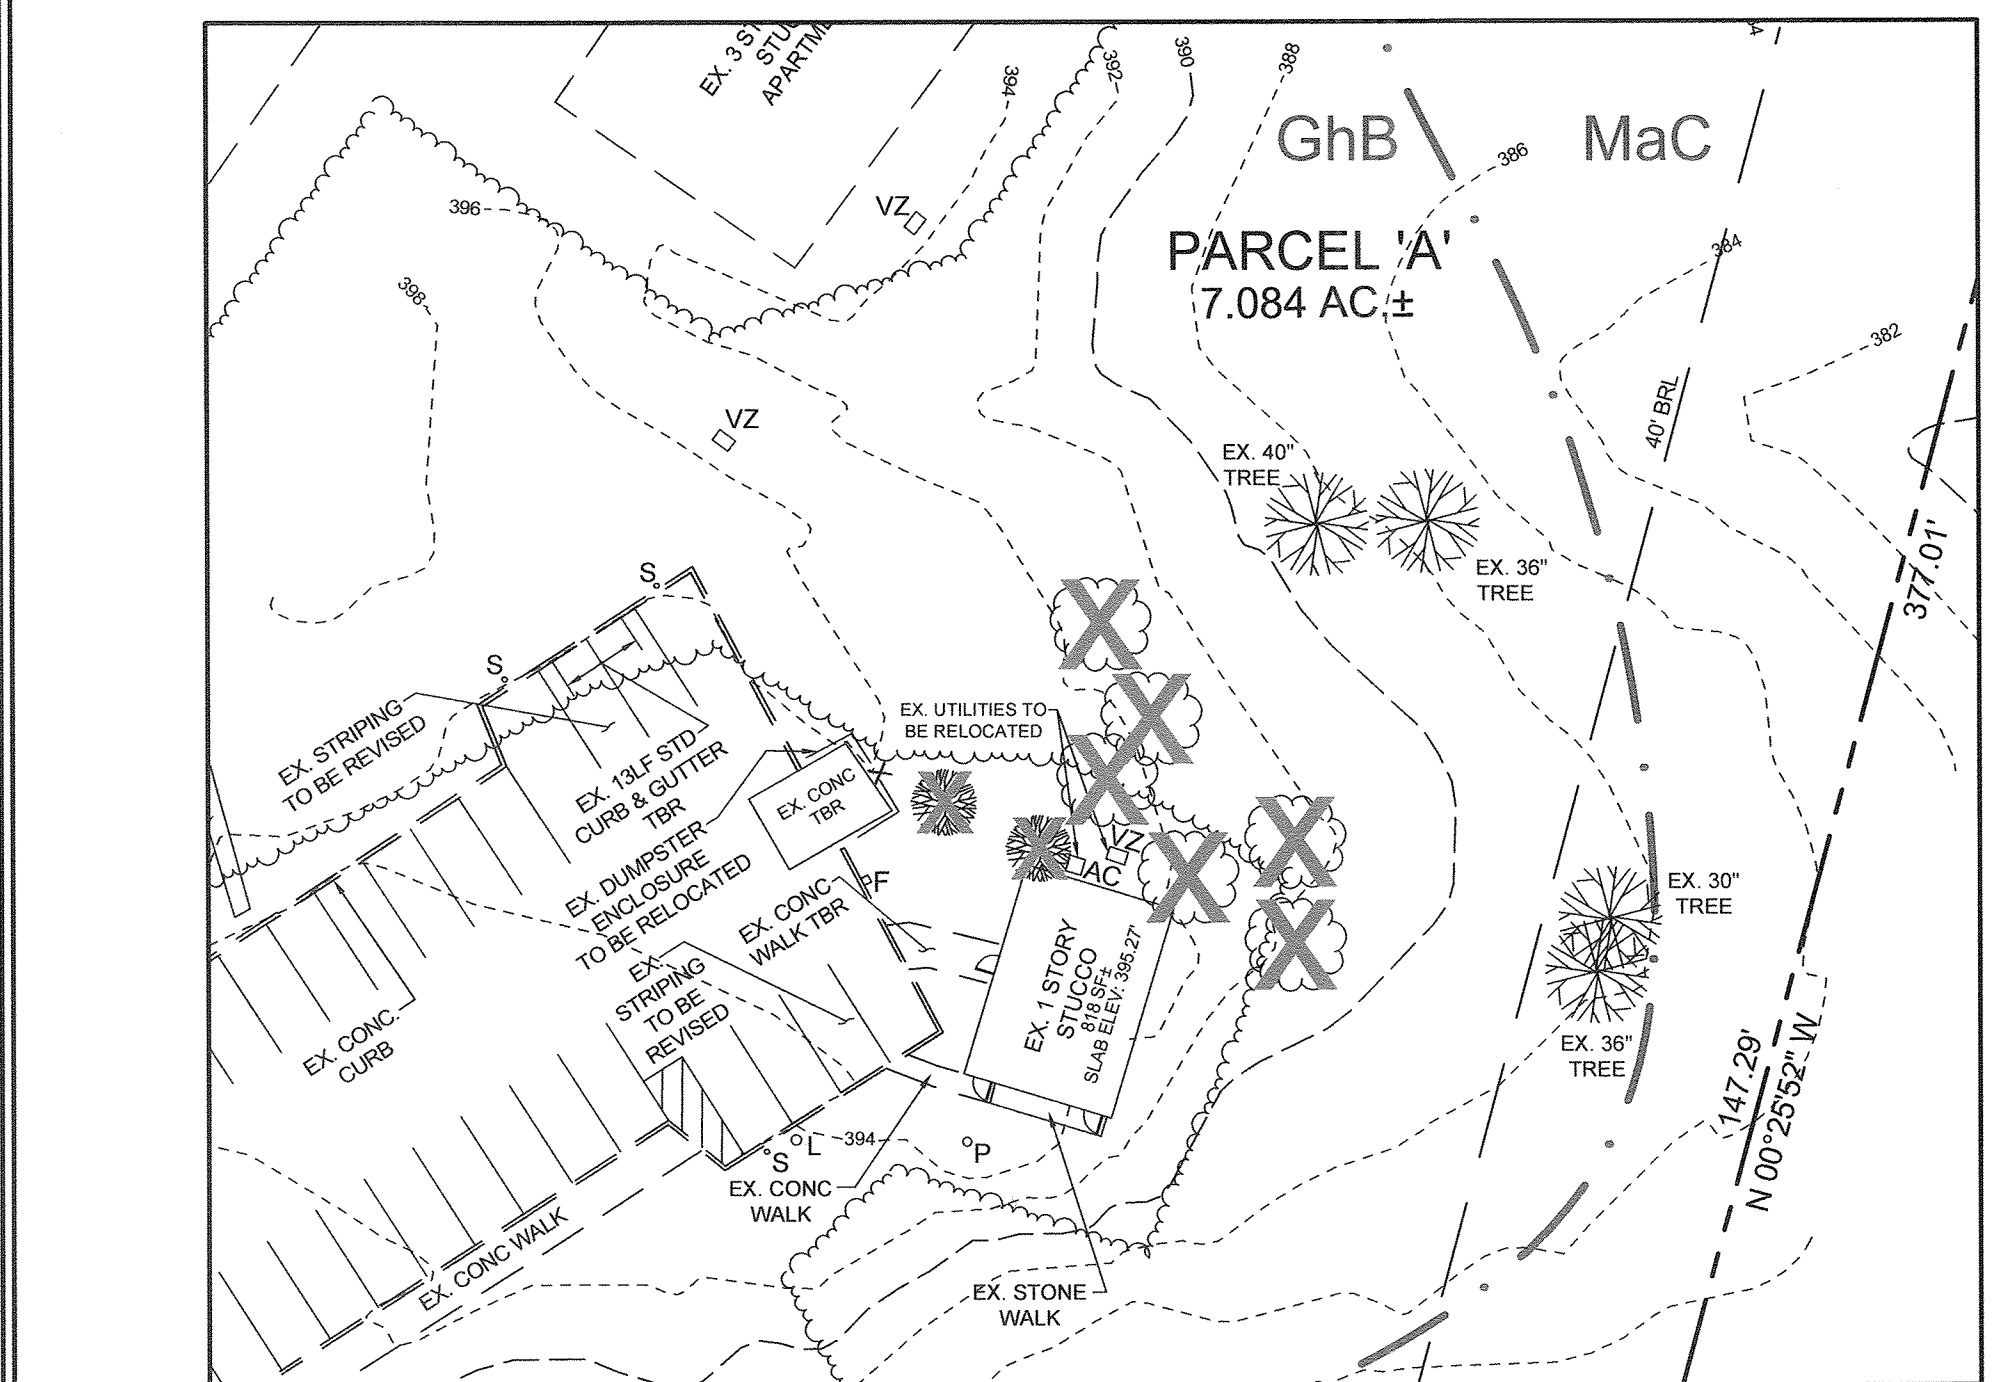 EX. 3
APARTM
394
392
390
388
GhB
MaC
386
384
382
396
398
VZ
PARCEL 'A'
7.084 AC.±
40' BRL
VZ
EX. 40"
TREE
EX. 36"
TREE
377.01'
S
S
EX. STRIPING
TO BE REVISED
EX. 13LF STD
CURB & GUTTER
TBR
EX. UTILITIES TO
BE RELOCATED
EX. CONC
TBR
X
X
X
X
X
X
X
X
X
X
EX. DUMPSTER
ENCLOSURE
TO BE RELOCATED
EX. CONC
WALK TBR
F
VZ
AC
EX. 30"
TREE
EX. 36"
TREE
EX.
STRIPING
TO BE
REVISED
EX. CONC.
CURB
EX. 1 STORY
STUCCO
818 SF±
SLAB ELEV: 395.27'
147.29'
N 00°25'52" W
S
L
394
P
EX. CONC
WALK
EX. CONC WALK
EX. STONE
WALK